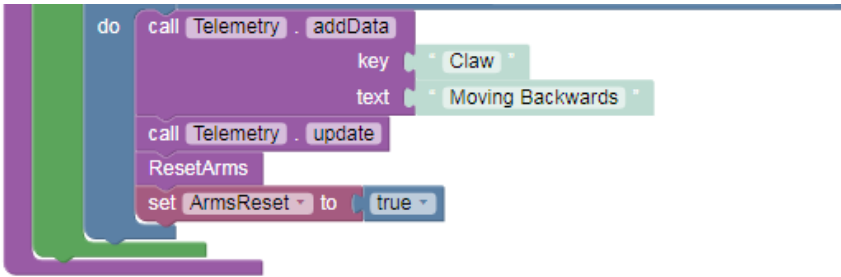 do call Telemetry . addData
key “ Claw ”
text “ Moving Backwards ”
call Telemetry . update
ResetArms
set ArmsReset to true